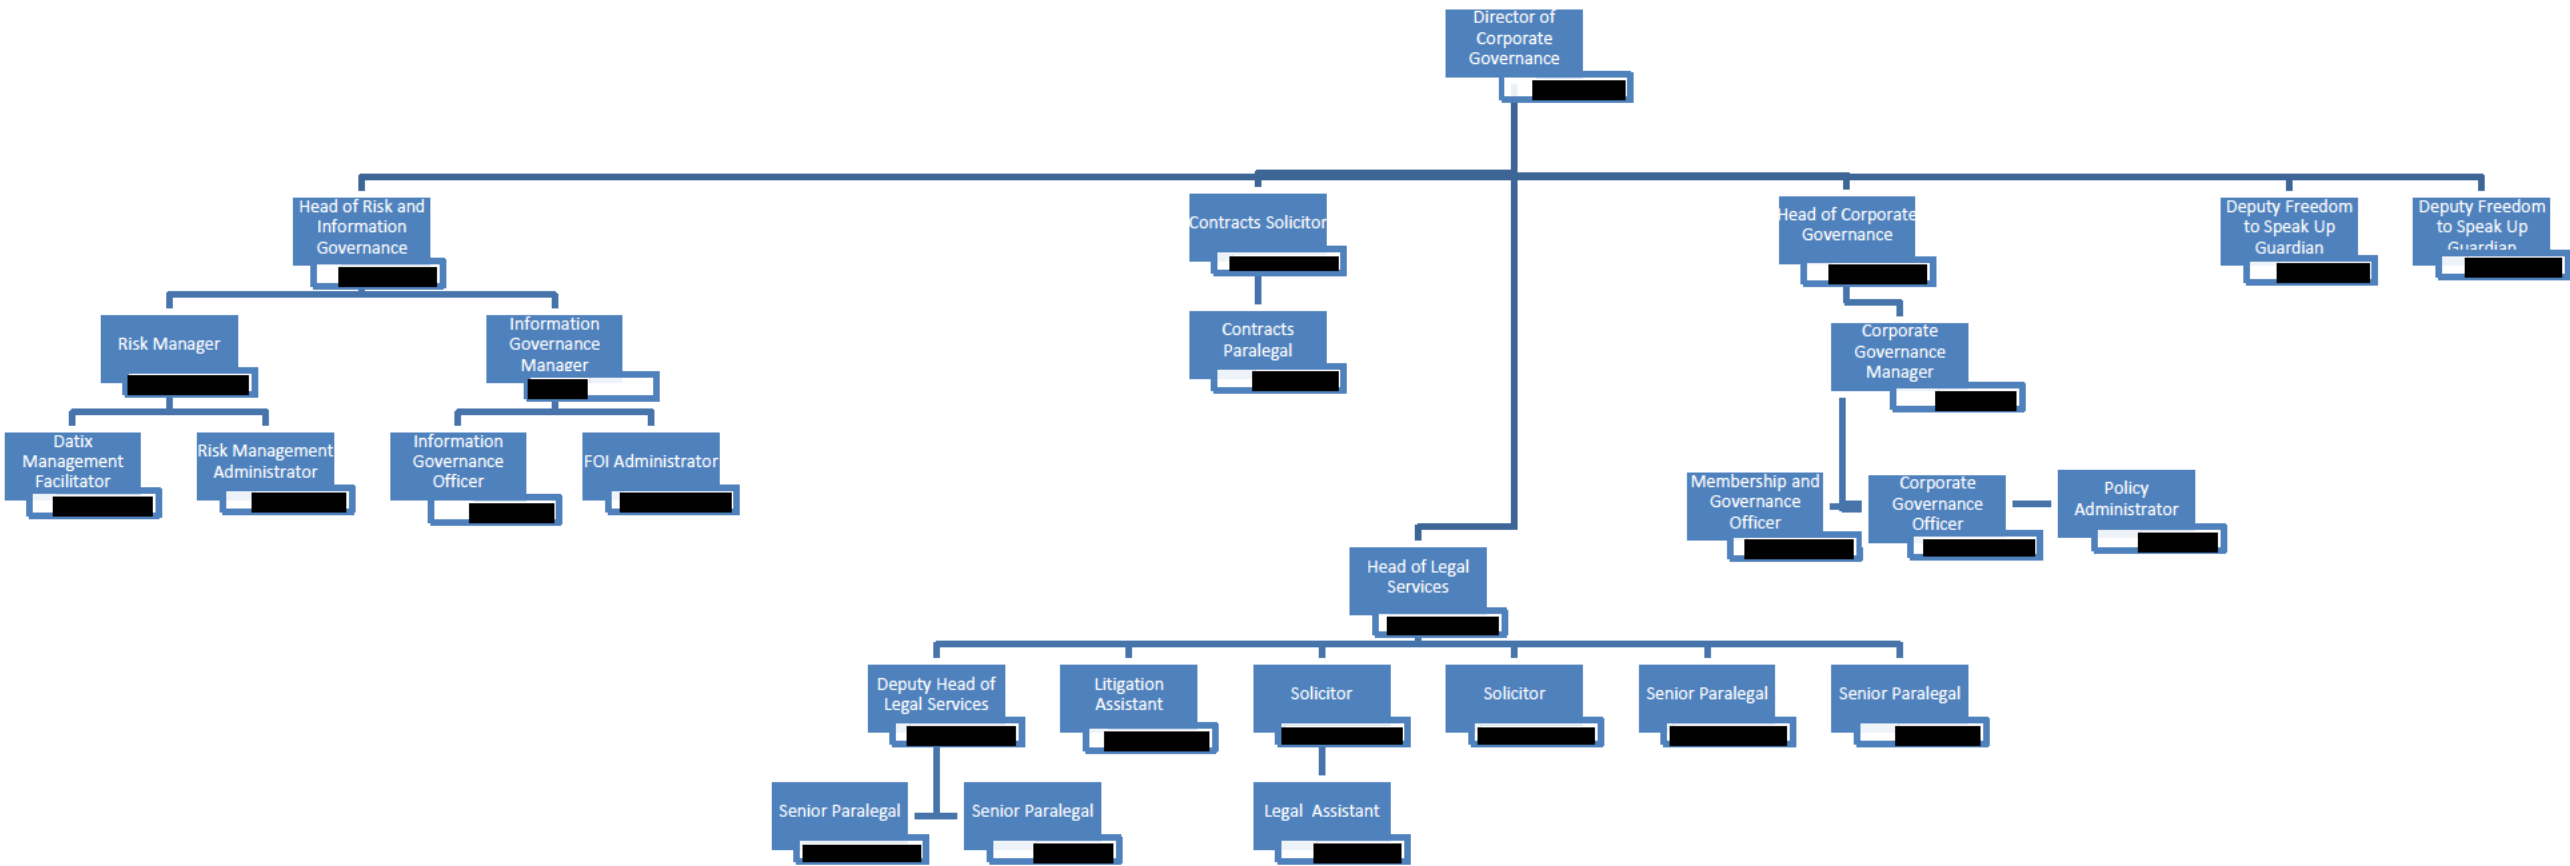 Director of
Corporate
Governance
Head of Risk and
Information
Governance
Contracts Solicitor
Head of Corporate
Governance
Deputy Freedom
to Speak Up
Guardian
Deputy Freedom
to Speak Up
Guardian
Risk Manager
Information
Governance
Manager
Contracts
Paralegal
Corporate
Governance
Manager
Datix
Management
Facilitator
Risk Management
Administrator
Information
Governance
Officer
FOI Administrator
Membership and
Governance
Officer
Corporate
Governance
Officer
Policy
Administrator
Head of Legal
Services
Deputy Head of
Legal Services
Litigation
Assistant
Solicitor
Solicitor
Senior Paralegal
Senior Paralegal
Senior Paralegal
Senior Paralegal
Legal Assistant